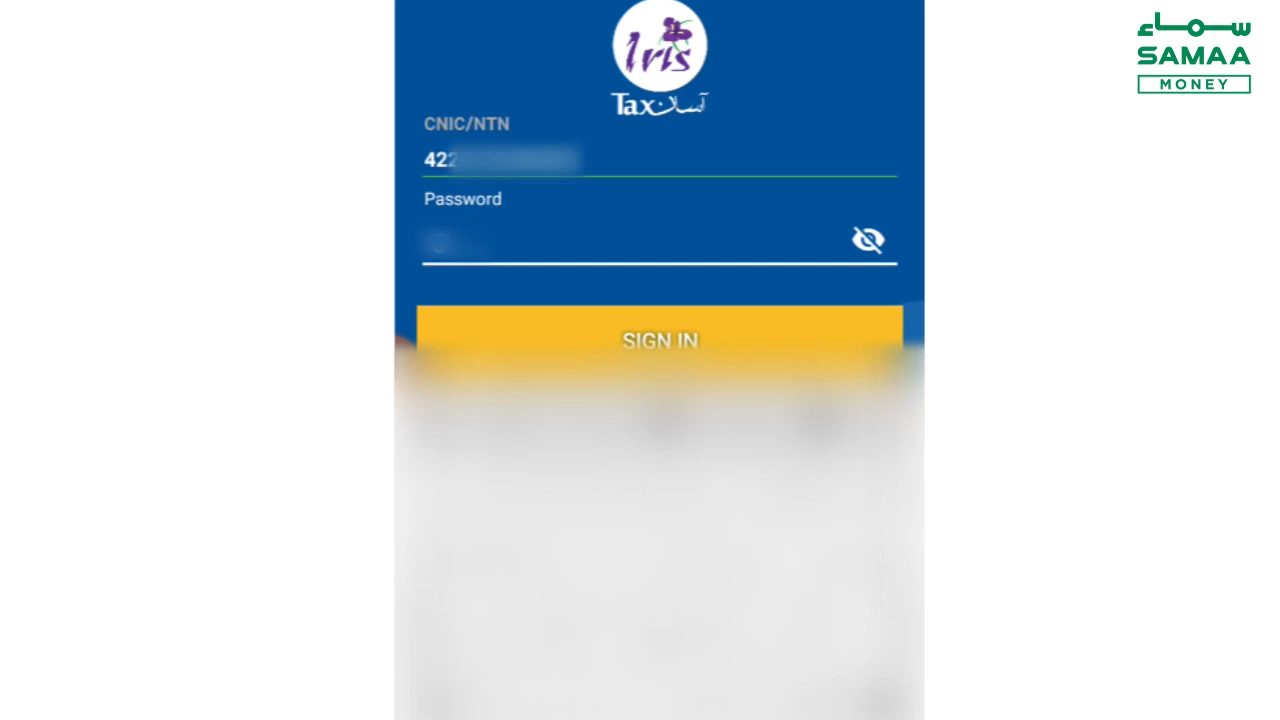 Iris
Tax آسان
CNIC/NTN
422
Password
SIGN IN
سماء
SAMAA
MONEY